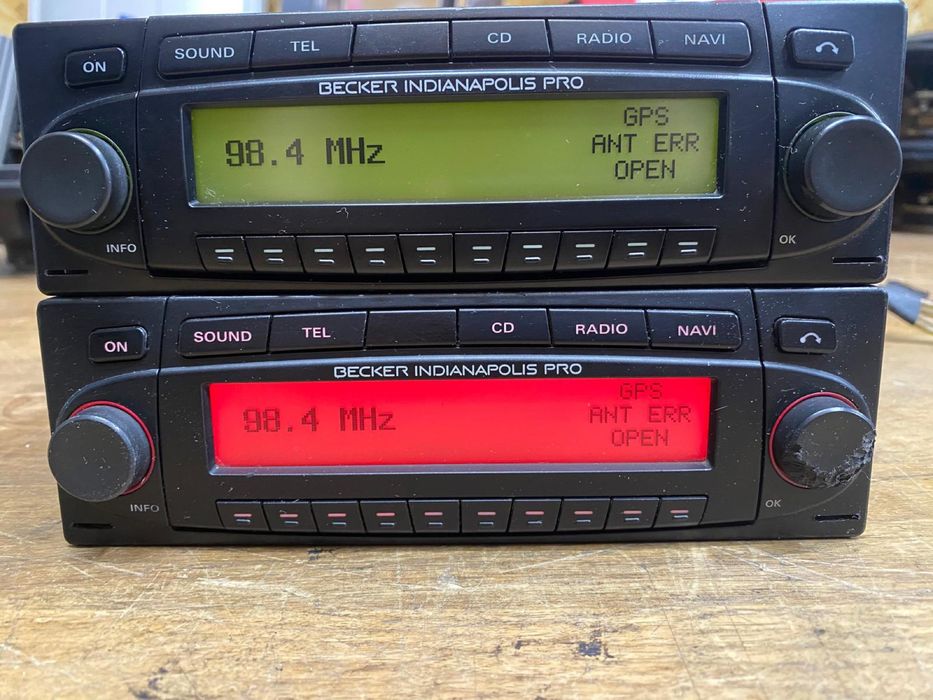 SOUND TEL CD RADIO NAVI
ON
BECKER INDIANAPOLIS PRO
GPS
98.4 MHz ANT ERR
OPEN
INFO OK
SOUND TEL CD RADIO NAVI
ON
BECKER INDIANAPOLIS PRO
GPS
98.4 MHz ANT ERR
OPEN
INFO OK